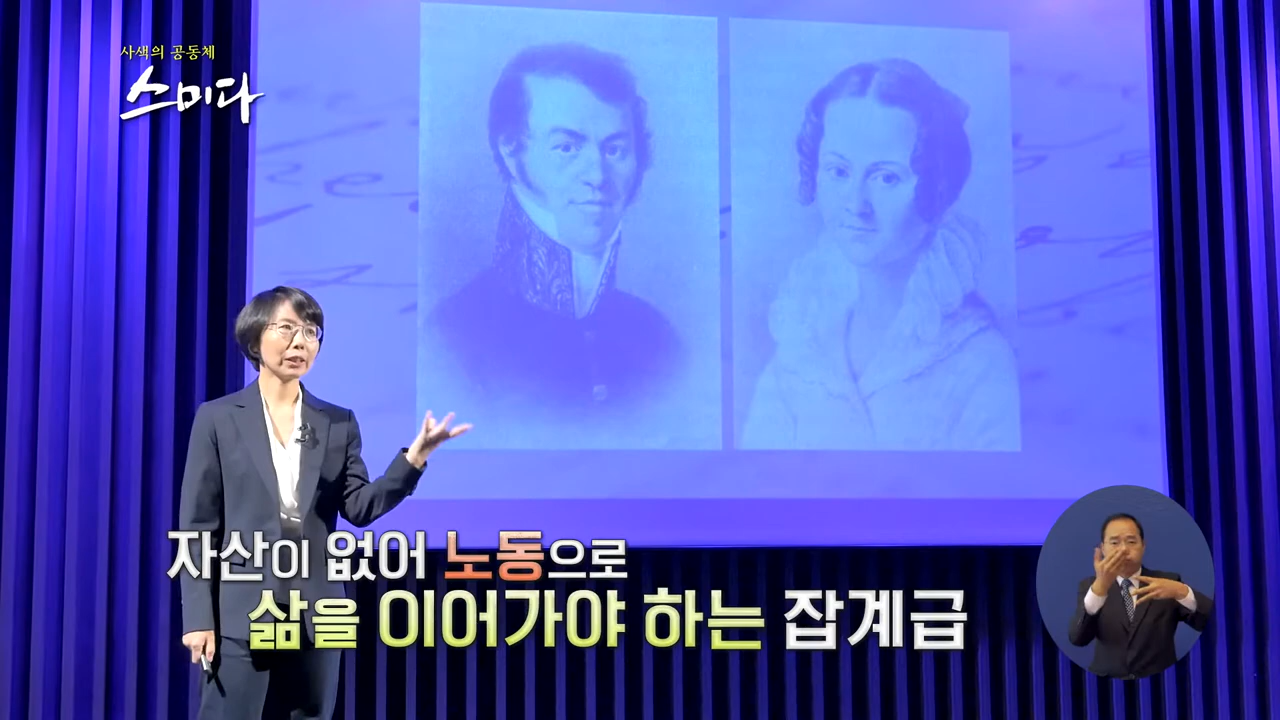 사색의 공동체
스미다
자산이 없어 노동으로
삶을 이어가야 하는 잡계급